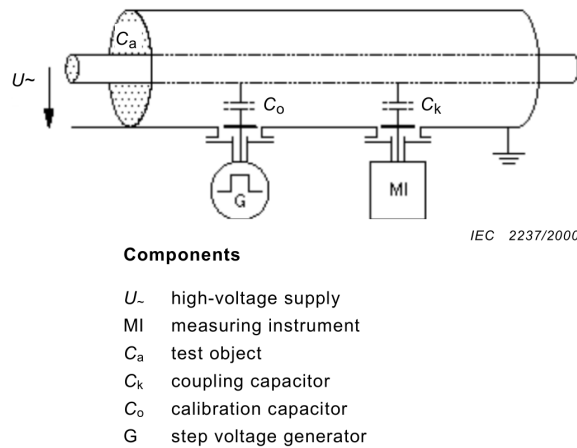 Ca
U~
Co
Ck
G
MI
IEC 2237/2000
Components
U~ high-voltage supply
MI measuring instrument
Ca test object
Ck coupling capacitor
Co calibration capacitor
G step voltage generator